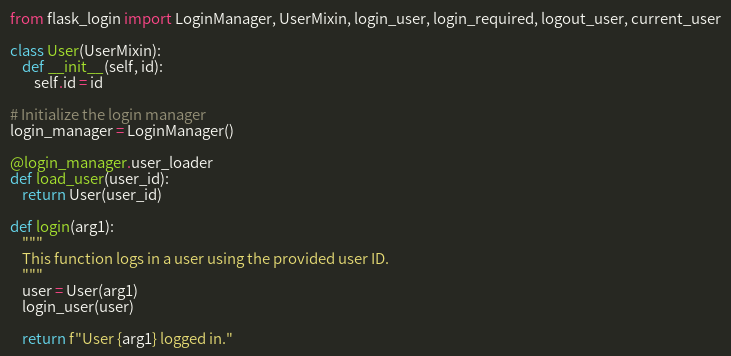 from flask_login import LoginManager, UserMixin, login_user, login_required, logout_user, current_user
class User(UserMixin):
def __init__(self, id):
self.id = id
# Initialize the login manager
login_manager = LoginManager()
@login_manager.user_loader
def load_user(user_id):
return User(user_id)
def login(arg1):
"""
This function logs in a user using the provided user ID.
"""
user = User(arg1)
login_user(user)
return f"User {arg1} logged in."